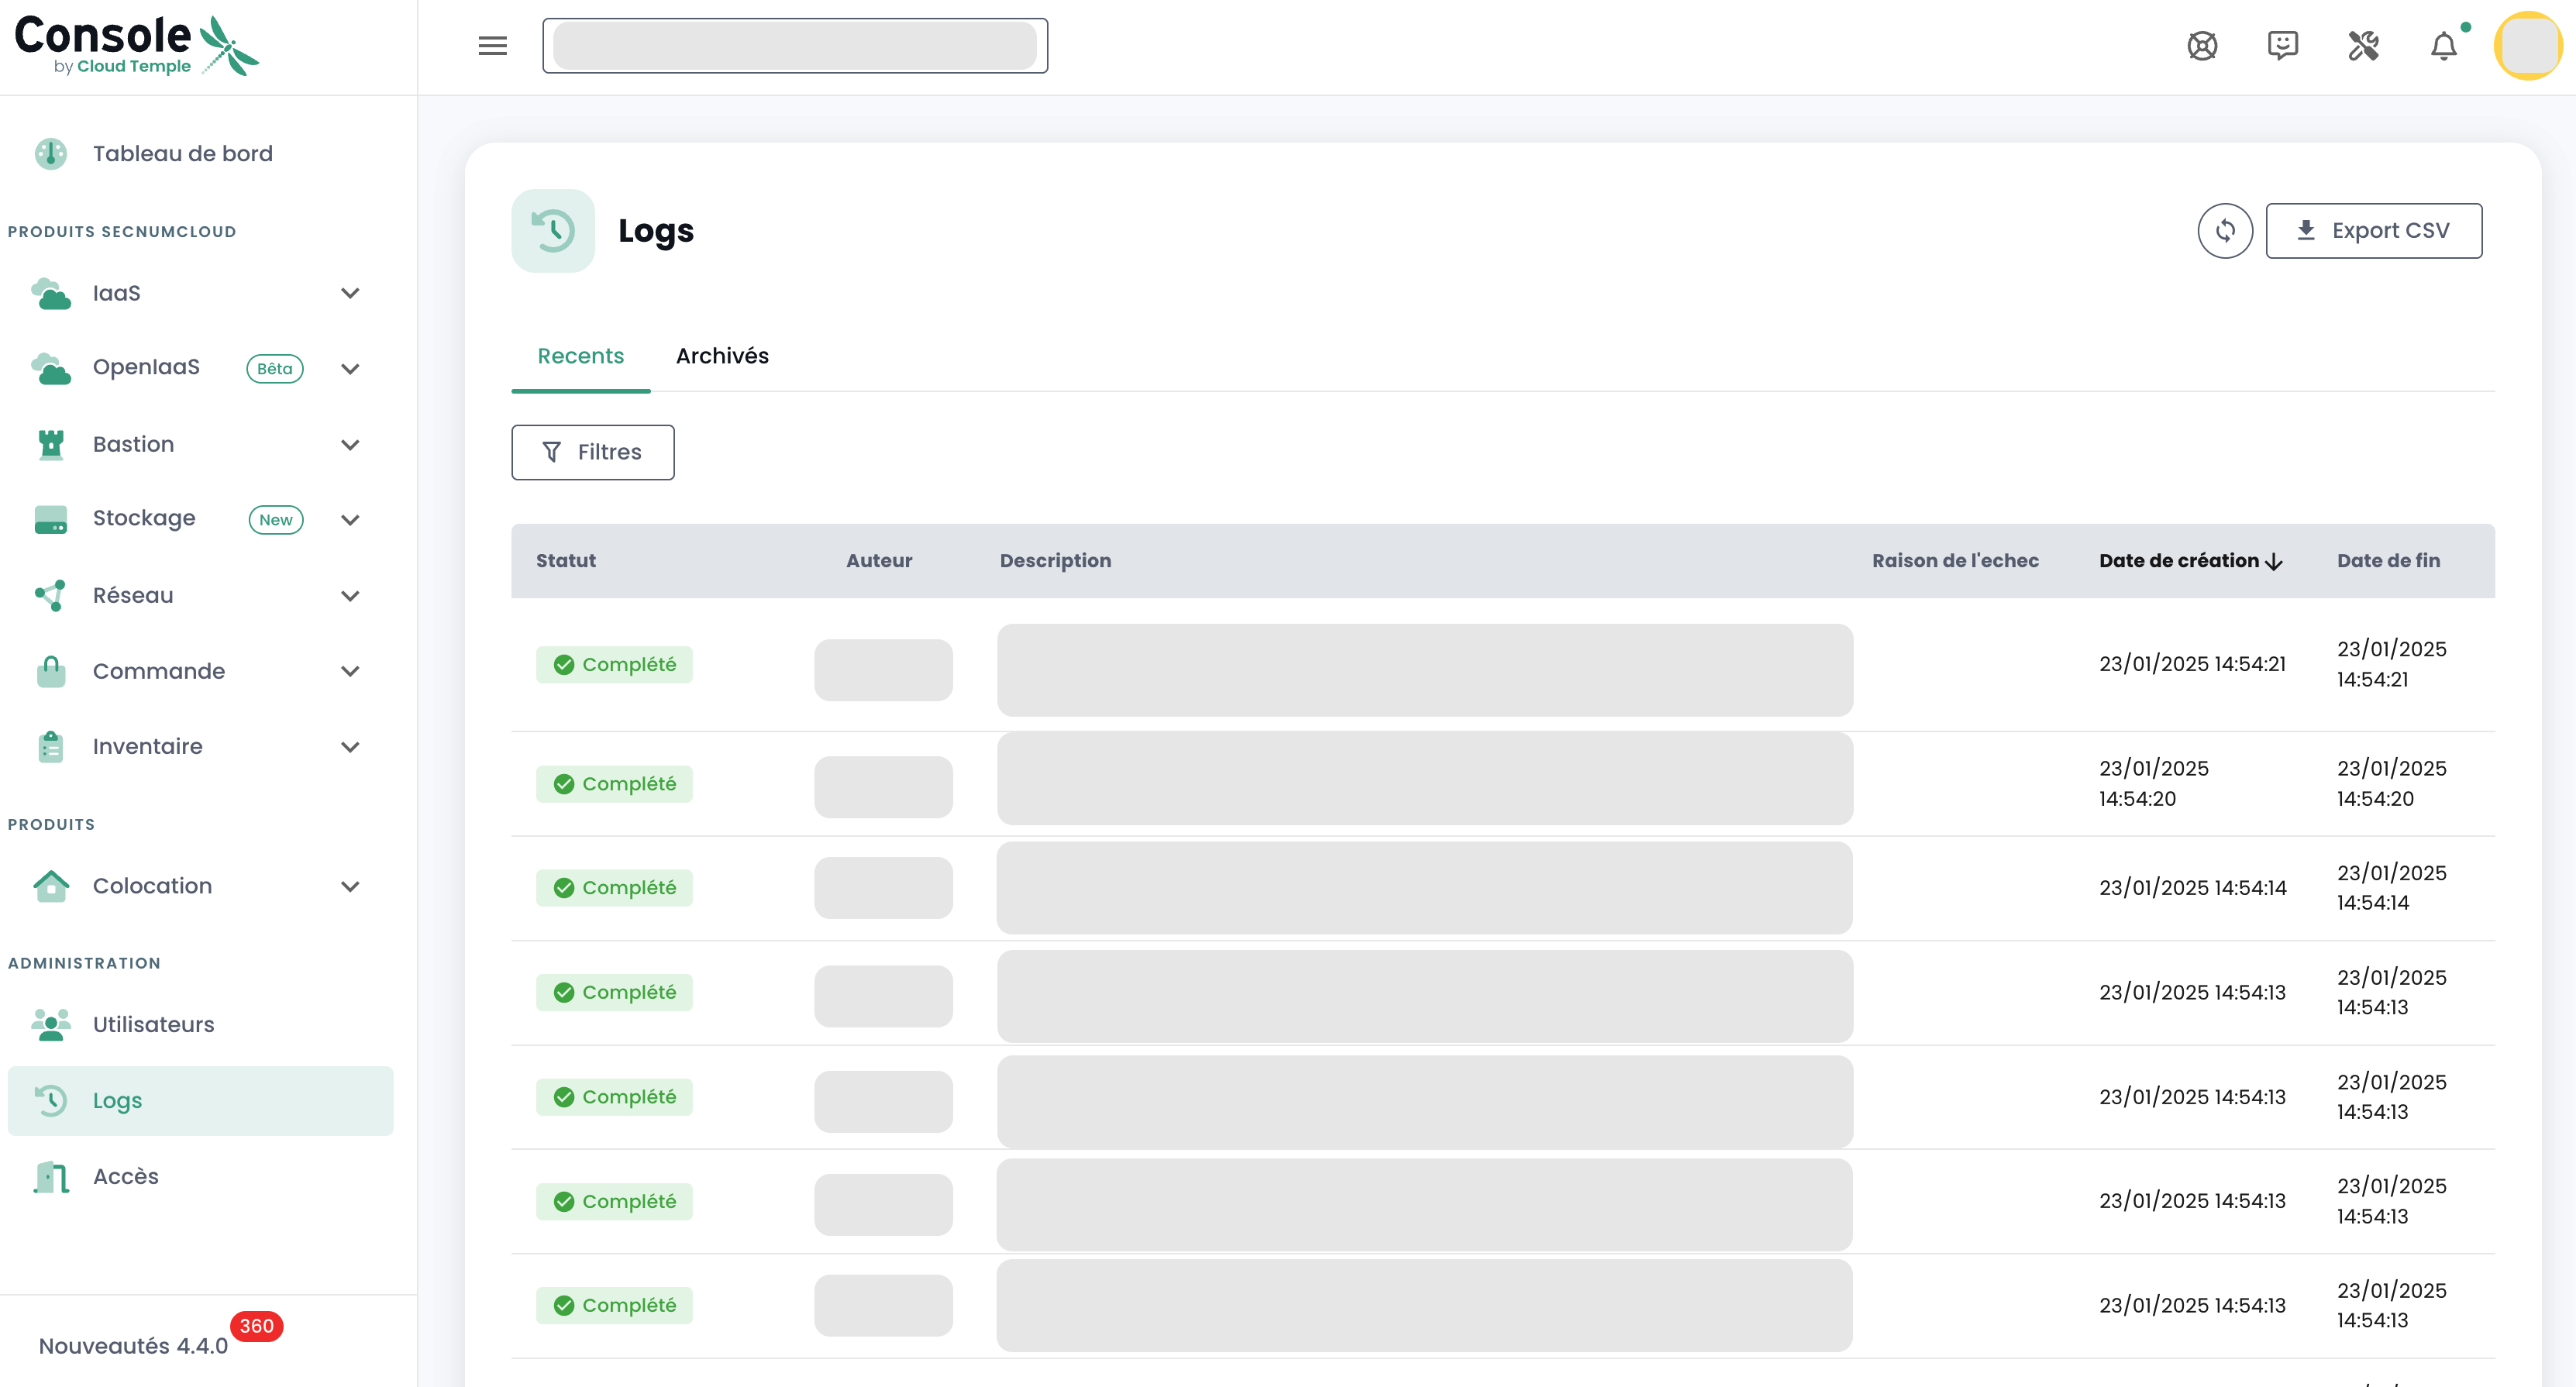 Console
by Cloud Temple
Tableau de bord
PRODUITS SECNUMCLOUD
IaaS
OpenIaaS Bêta
Bastion
Stockage New
Réseau
Commande
Inventaire
PRODUITS
Colocation
ADMINISTRATION
Utilisateurs
Logs
Accès
Nouveautés 4.4.0 360
Logs
Export CSV
Recents Archivés
Filtres
Statut Auteur Description Raison de l'echec Date de création Date de fin
Complété 23/01/2025 14:54:21 23/01/2025
14:54:21
Complété 23/01/2025 23/01/2025
14:54:20 14:54:20
Complété 23/01/2025 14:54:14 23/01/2025
14:54:14
Complété 23/01/2025 14:54:13 23/01/2025
14:54:13
Complété 23/01/2025 14:54:13 23/01/2025
14:54:13
Complété 23/01/2025 14:54:13 23/01/2025
14:54:13
Complété 23/01/2025 14:54:13 23/01/2025
14:54:13